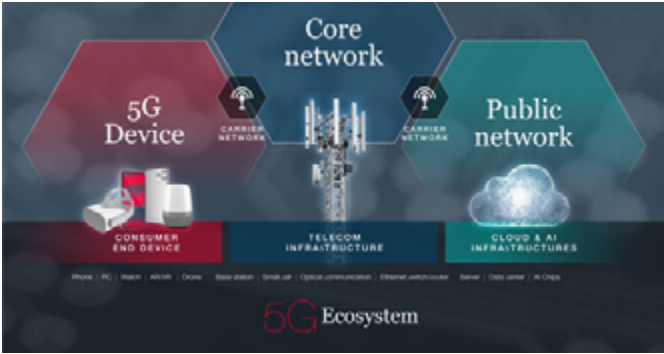 Core
network
5G
Device
CARRIER
NETWORK
CARRIER
NETWORK
Public
network
CONSUMER
END DEVICE
TELECOM
INFRAITRUCTURE
CLOUD & AI
INFRAITRUCTURES
Phone | PC | Watch | AR/VR | Drone
Base station | Small cell | Optical communication | Ethernet switch/router
Server | Data center | AI Chips
5G Ecosystem